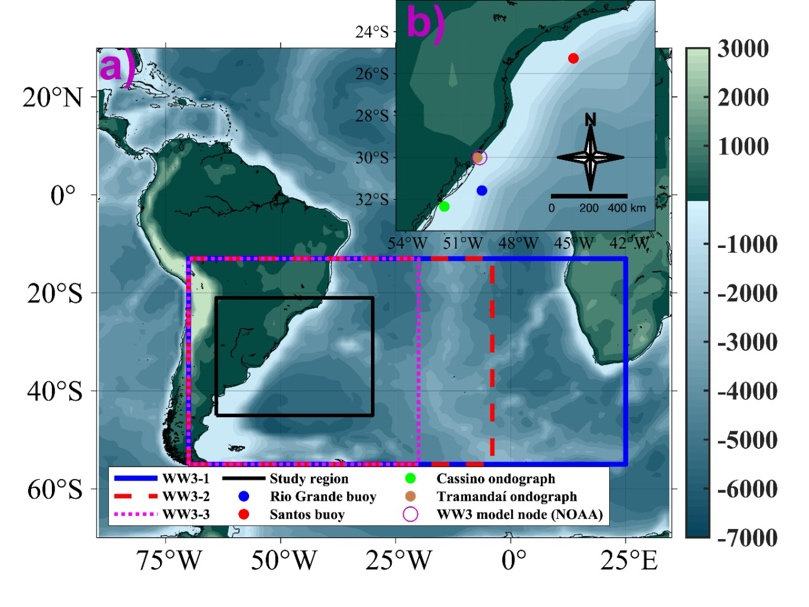 a)
20°N
0°
20°S
40°S
60°S
75°W
50°W
25°W
0°
25°E
b)
24°S
26°S
28°S
30°S
32°S
54°W
51°W
48°W
45°W
42°W
N
0 200 400 km
3000
2000
1000
-1000
-2000
-3000
-4000
-5000
-6000
-7000
WW3-1
WW3-2
WW3-3
Study region
Rio Grande buoy
Santos buoy
Cassino ondograph
Tramandaí ondograph
WW3 model node (NOAA)